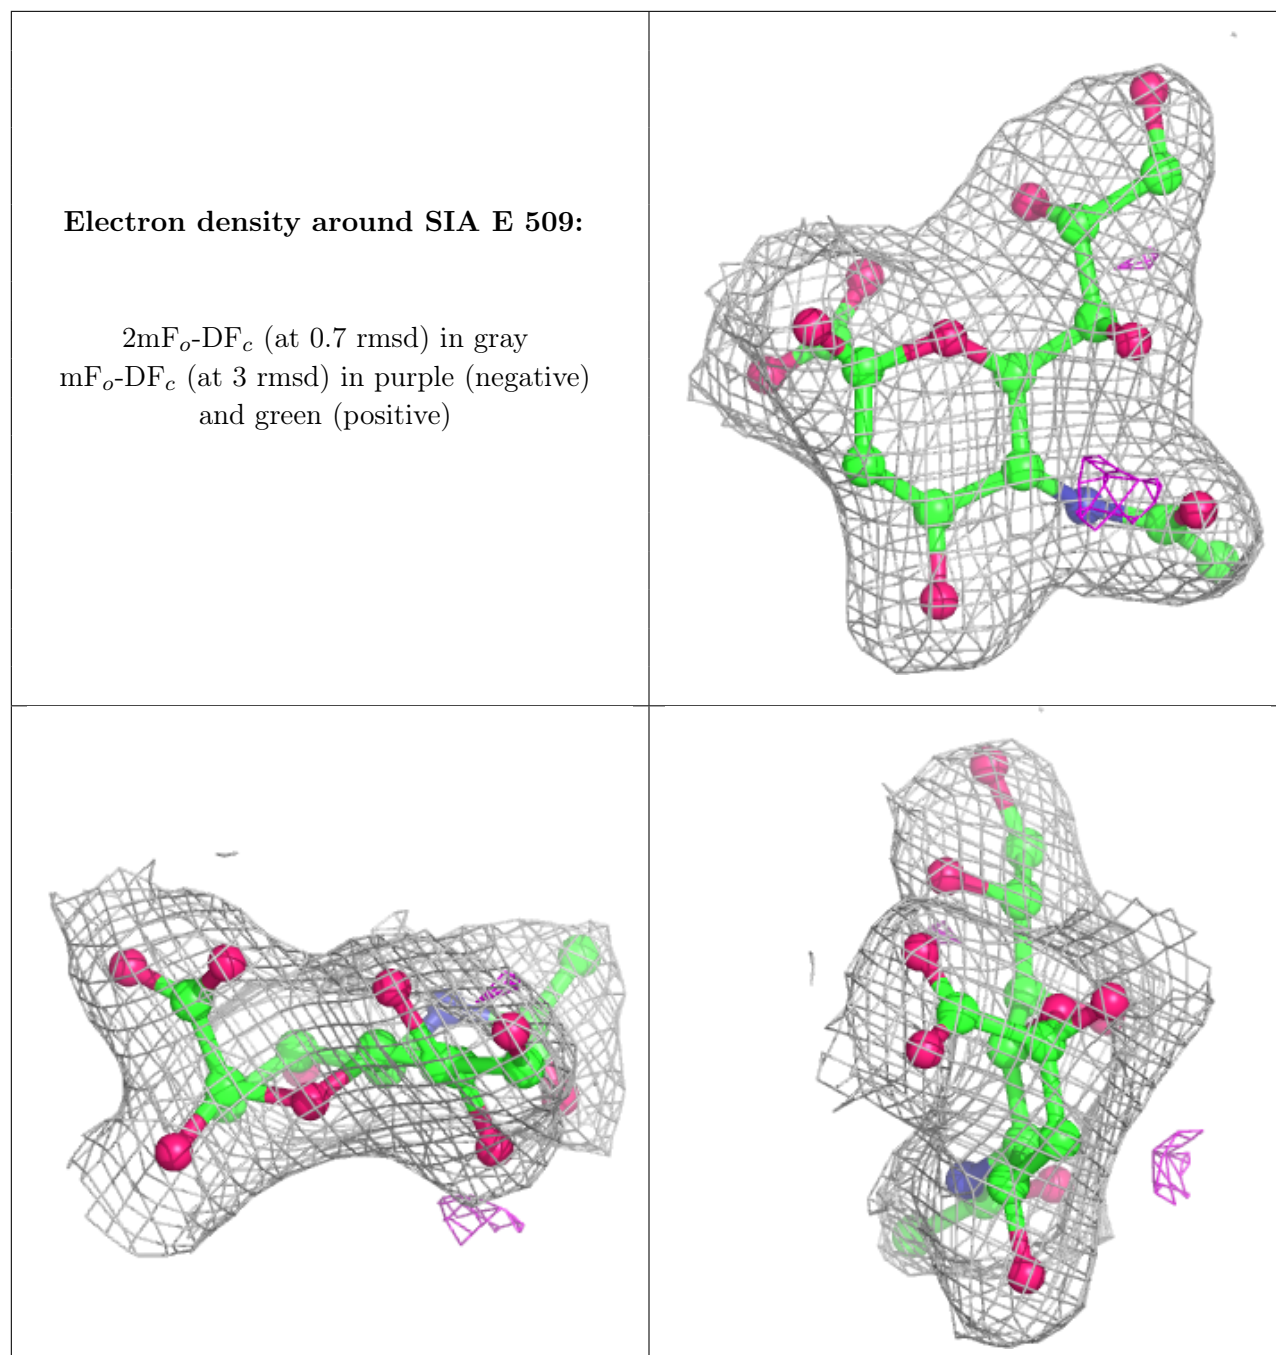 Electron density around SIA E 509:
2mFo-DFc (at 0.7 rmsd) in gray
mFo-DFc (at 3 rmsd) in purple (negative)
and green (positive)